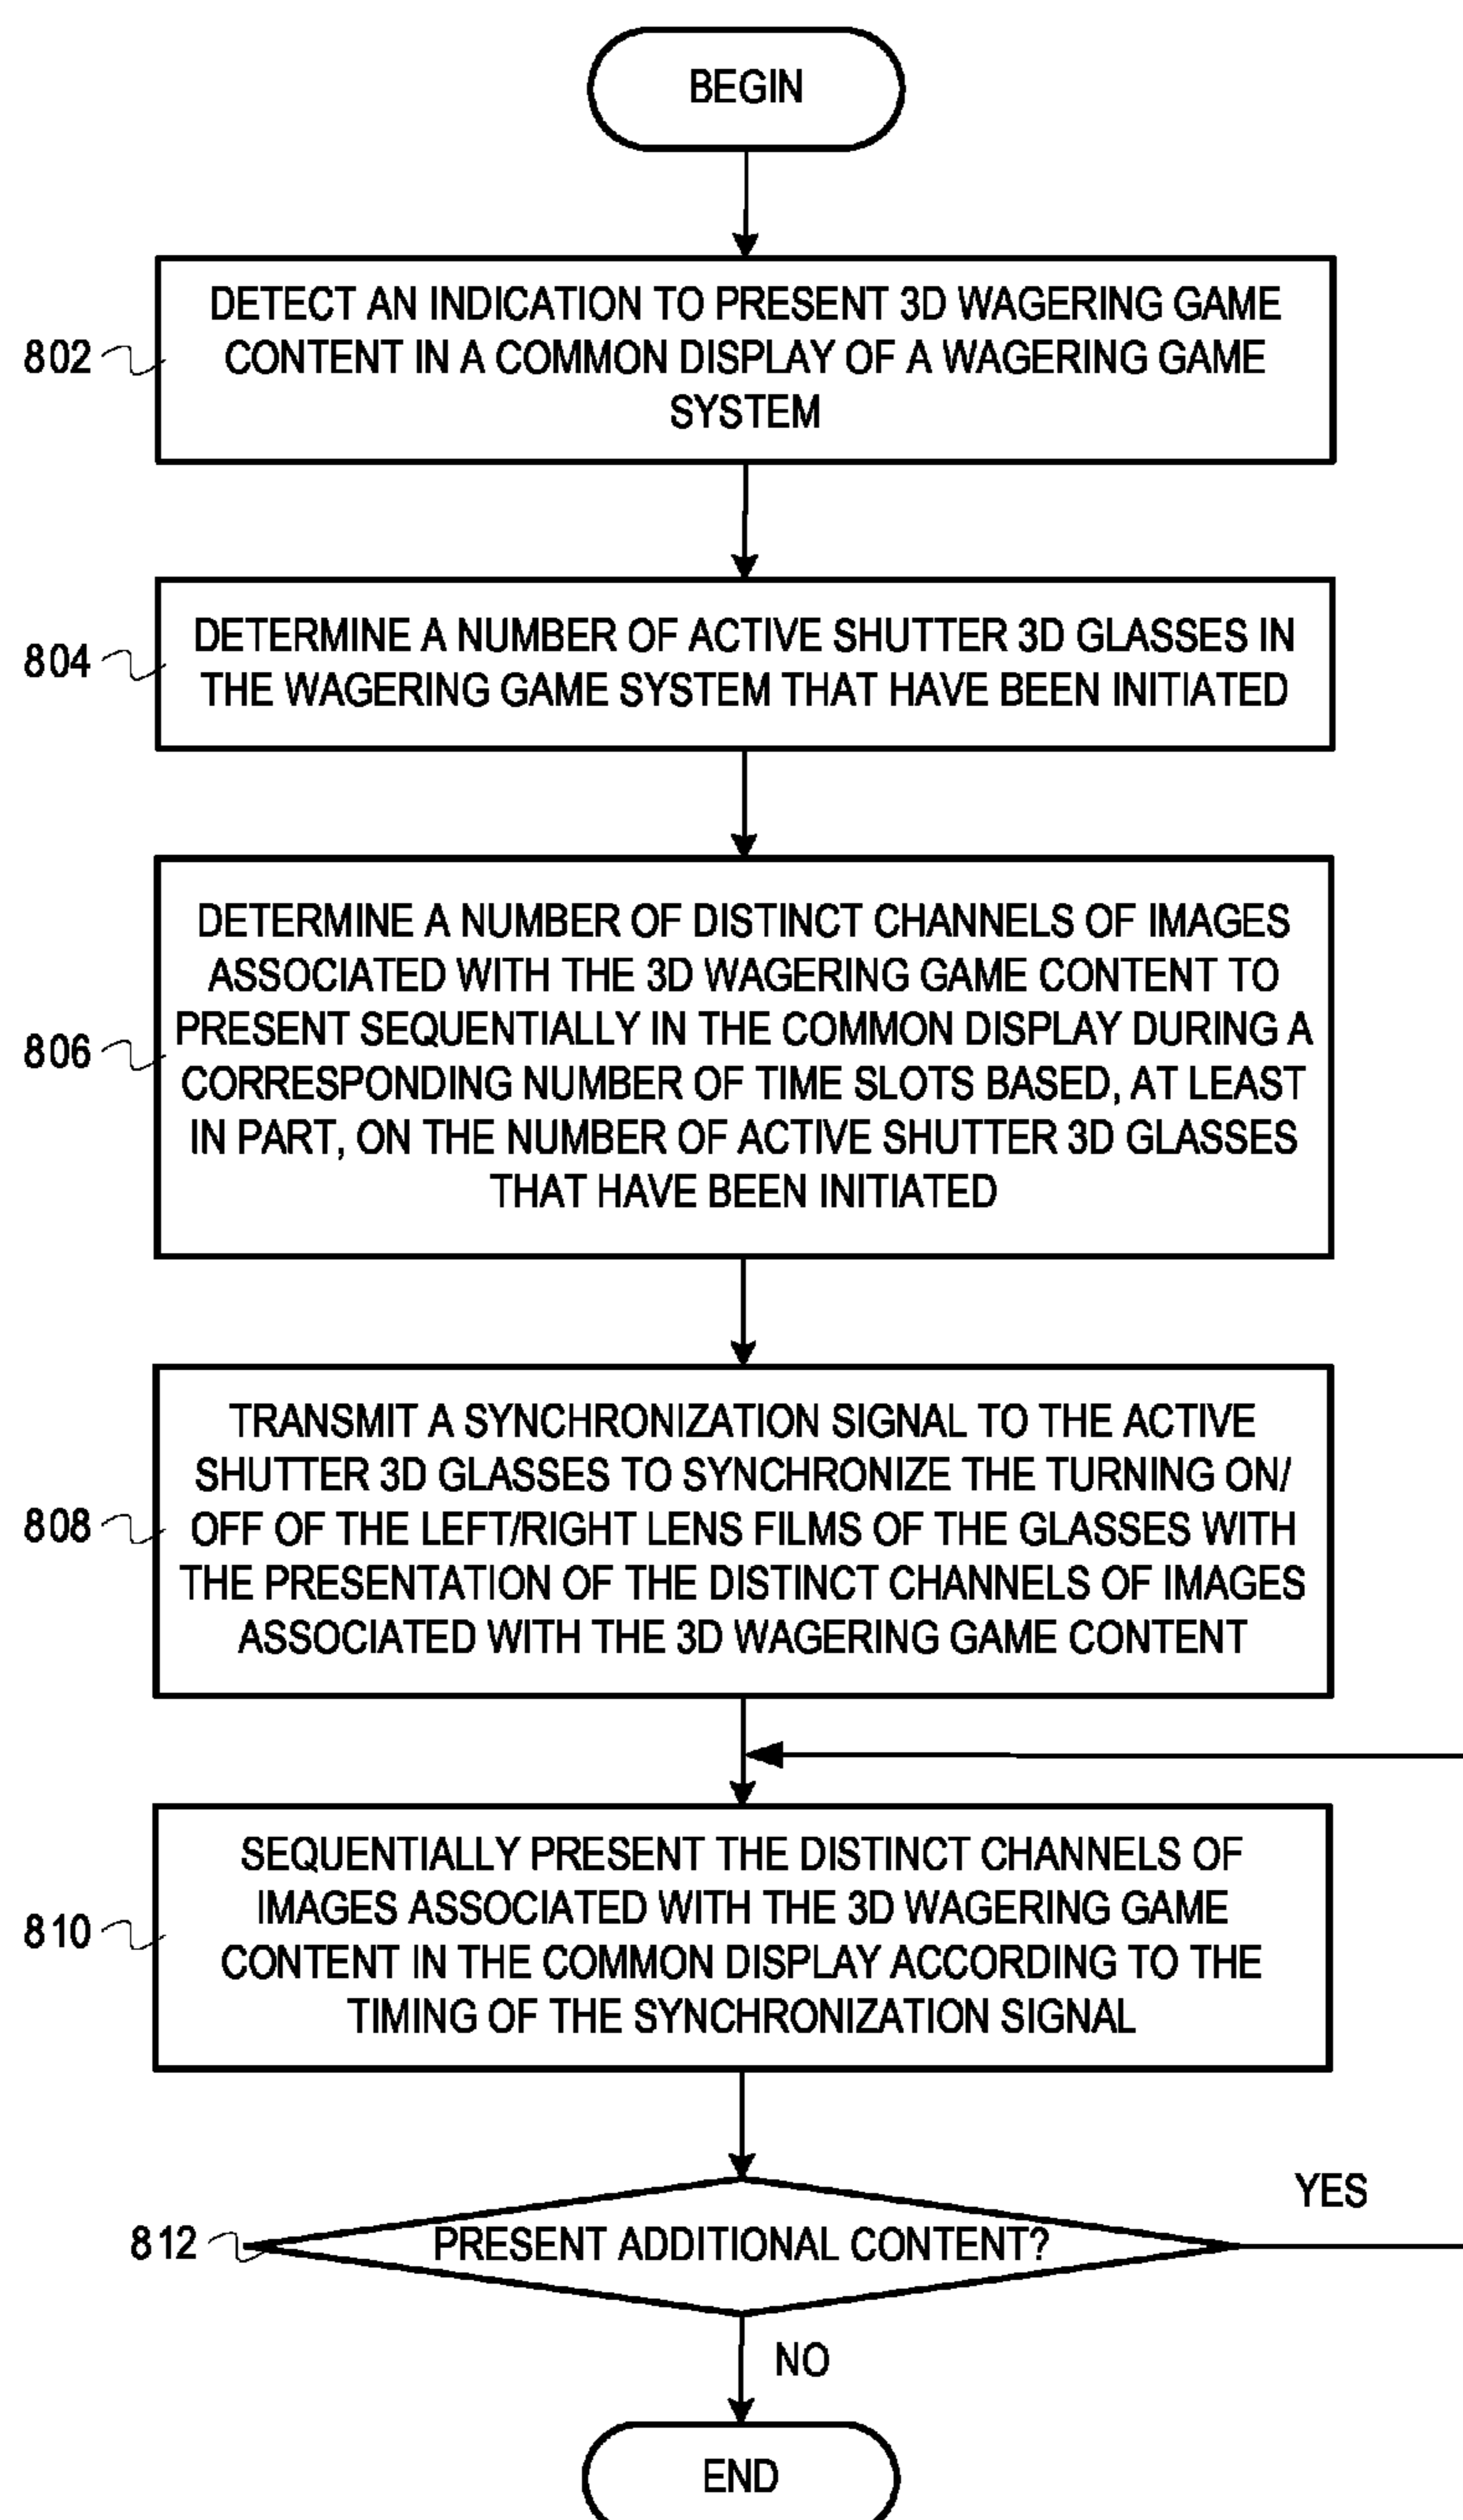 BEGIN
DETECT AN INDICATION TO PRESENT 3D WAGERING GAME
CONTENT IN A COMMON DISPLAY OF A WAGERING GAME
SYSTEM
802
DETERMINE A NUMBER OF ACTIVE SHUTTER 3D GLASSES IN
THE WAGERING GAME SYSTEM THAT HAVE BEEN INITIATED
804
DETERMINE A NUMBER OF DISTINCT CHANNELS OF IMAGES
ASSOCIATED WITH THE 3D WAGERING GAME CONTENT TO
PRESENT SEQUENTIALLY IN THE COMMON DISPLAY DURING A
CORRESPONDING NUMBER OF TIME SLOTS BASED, AT LEAST
IN PART, ON THE NUMBER OF ACTIVE SHUTTER 3D GLASSES
THAT HAVE BEEN INITIATED
806
TRANSMIT A SYNCHRONIZATION SIGNAL TO THE ACTIVE
SHUTTER 3D GLASSES TO SYNCHRONIZE THE TURNING ON/
OFF OF THE LEFT/RIGHT LENS FILMS OF THE GLASSES WITH
THE PRESENTATION OF THE DISTINCT CHANNELS OF IMAGES
ASSOCIATED WITH THE 3D WAGERING GAME CONTENT
808
SEQUENTIALLY PRESENT THE DISTINCT CHANNELS OF
IMAGES ASSOCIATED WITH THE 3D WAGERING GAME
CONTENT IN THE COMMON DISPLAY ACCORDING TO THE
TIMING OF THE SYNCHRONIZATION SIGNAL
810
YES
PRESENT ADDITIONAL CONTENT?
812
NO
END